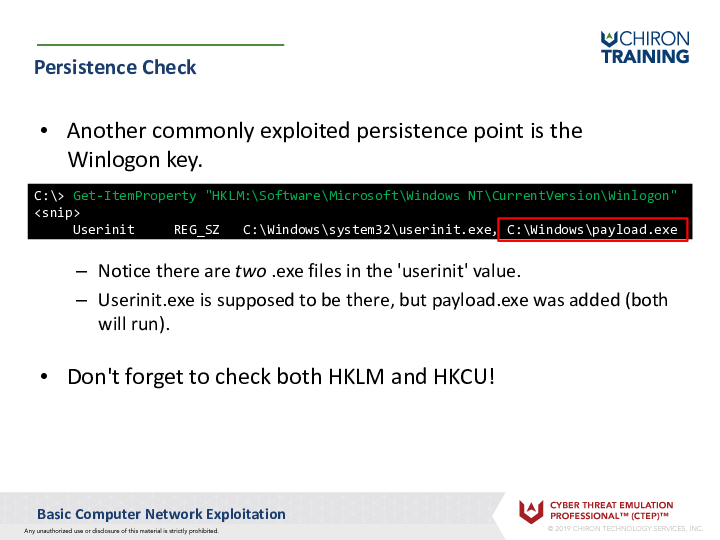 CHIRON
TRAINING
Persistence Check
• Another commonly exploited persistence point is the
Winlogon key.
C:\> Get-ItemProperty "HKLM:\Software\Microsoft\Windows NT\CurrentVersion\Winlogon"
<snip>
Userinit REG_SZ C:\Windows\system32\userinit.exe, C:\Windows\payload.exe
– Notice there are two .exe files in the 'userinit' value.
– Userinit.exe is supposed to be there, but payload.exe was added (both
will run).
• Don't forget to check both HKLM and HKCU!
Basic Computer Network Exploitation
Any unauthorized use or disclosure of this material is strictly prohibited.
CYBER THREAT EMULATION
PROFESSIONAL™ (CTEP)™
© 2019 CHIRON TECHNOLOGY SERVICES, INC.